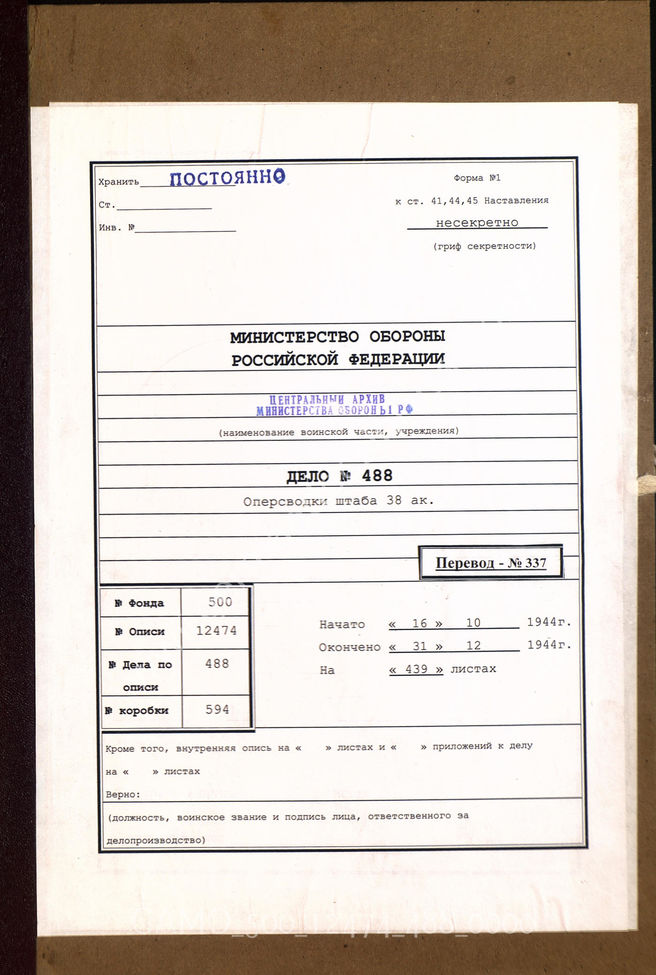 Хранить ПОСТОЯННО
Форма №1
Ст.
к ст. 41,44,45 Наставления
Инв. №
несекретно
(гриф секретности)
МИНИСТЕРСТВО ОБОРОНЫ
РОССИЙСКОЙ ФЕДЕРАЦИИ
ЦЕНТРАЛЬНЫЙ АРХИВ
МИНИСТЕРСТВА ОБОРОНЫ РФ
(наименование воинской части, учреждения)
ДЕЛО № 488
Оперсводки штаба 38 ак.
Перевод - № 337
№ Фонда 500
№ Описи 12474
№ Дела по 488
описи
№ коробки 594
Начато « 16 » 10 1944г.
Окончено « 31 » 12 1944г.
На « 439 » листах
Кроме того, внутренняя опись на « » листах и « » приложений к делу
на « » листах
Верно:
(должность, воинское звание и подпись лица, ответственного за
делопроизводство)